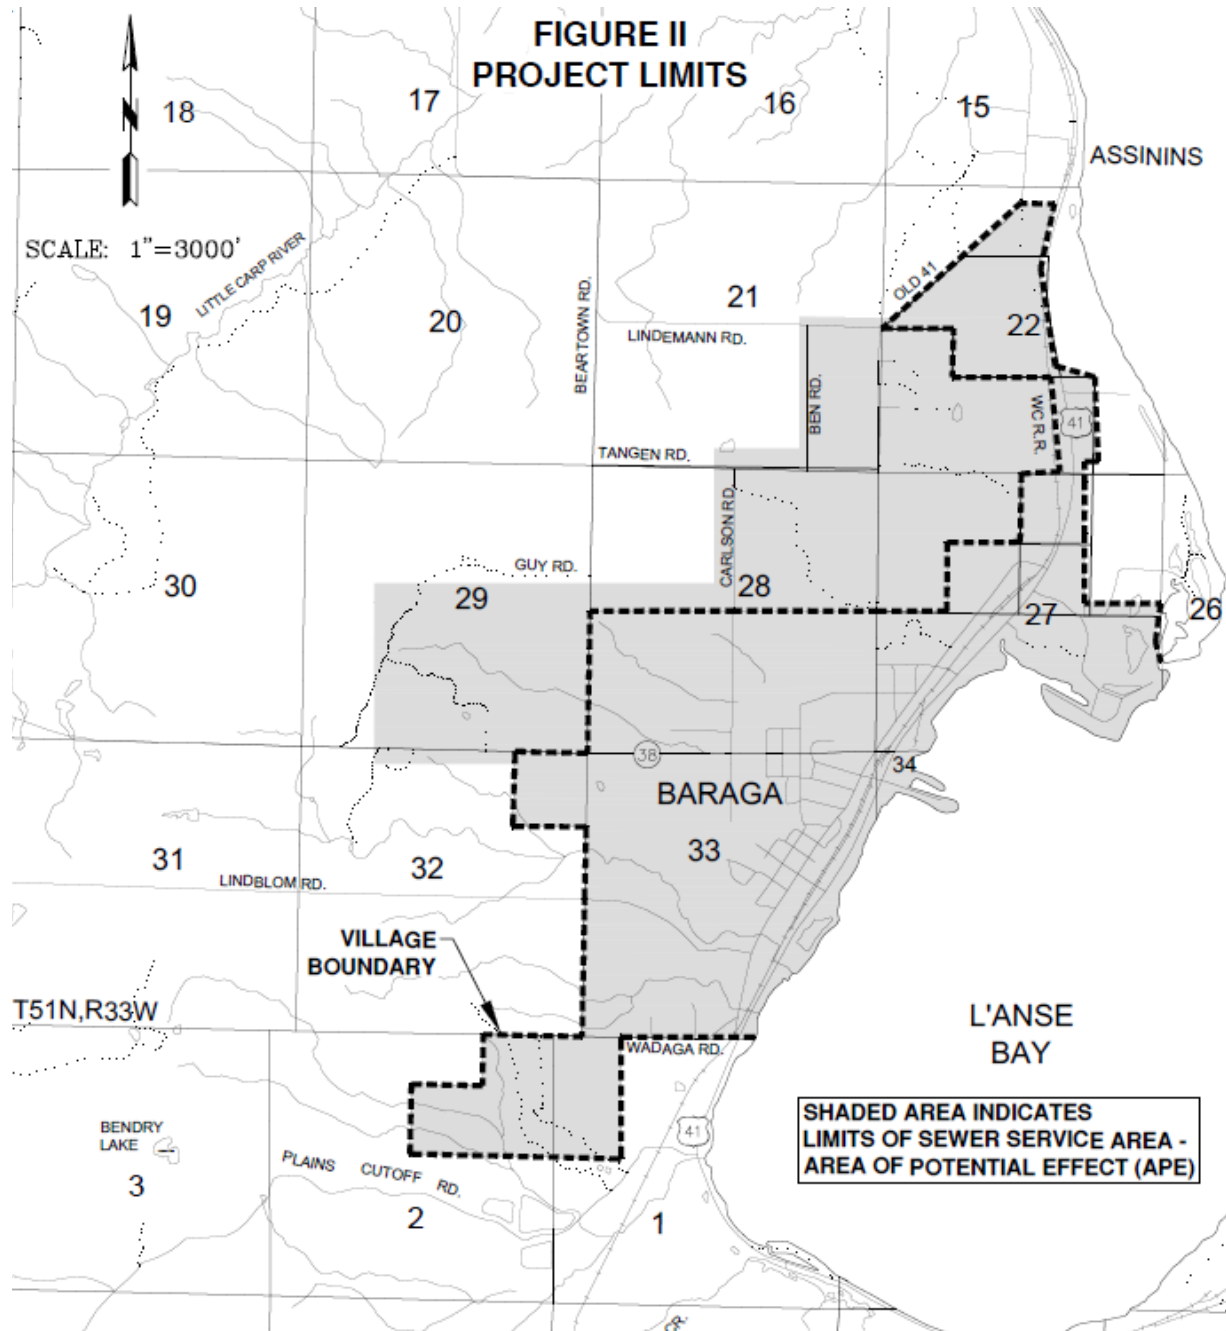 FIGURE II
PROJECT LIMITS
N
18
17
16
15
ASSININS
SCALE: 1"=3000'
LITTLE CARP RIVER
19
20
BEARTOWN RD.
21
LINDEMANN RD.
OLD 41
22
BEN RD.
WC R.R.
41
TANGEN RD.
CARLSON RD.
GUY RD.
30
29
28
27
26
38
34
BARAGA
33
31
32
LINDBLOM RD.
VILLAGE
BOUNDARY
T51N,R33W
WADAGA RD.
L'ANSE
BAY
BENDRY
LAKE
41
SHADED AREA INDICATES
LIMITS OF SEWER SERVICE AREA -
AREA OF POTENTIAL EFFECT (APE)
PLAINS CUTOFF RD.
3
2
1
CR.